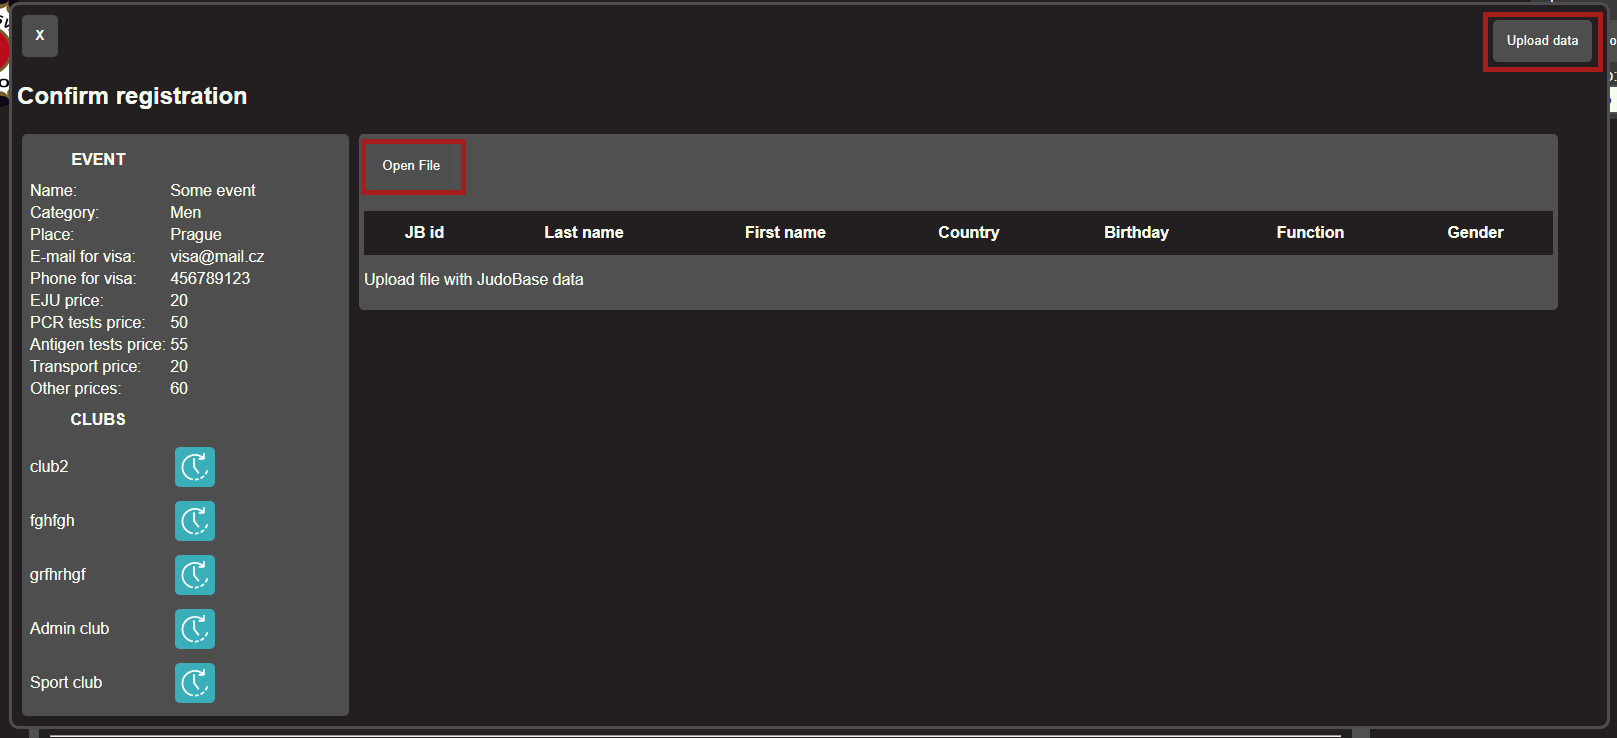 X
Upload data
Confirm registration
EVENT
Name: Some event
Category: Men
Place: Prague
E-mail for visa: visa@mail.cz
Phone for visa: 456789123
EJU price: 20
PCR tests price: 50
Antigen tests price: 55
Transport price: 20
Other prices: 60
CLUBS
club2
fghfgh
grfhrhgf
Admin club
Sport club
Open File
JB id Last name First name Country Birthday Function Gender
Upload file with JudoBase data